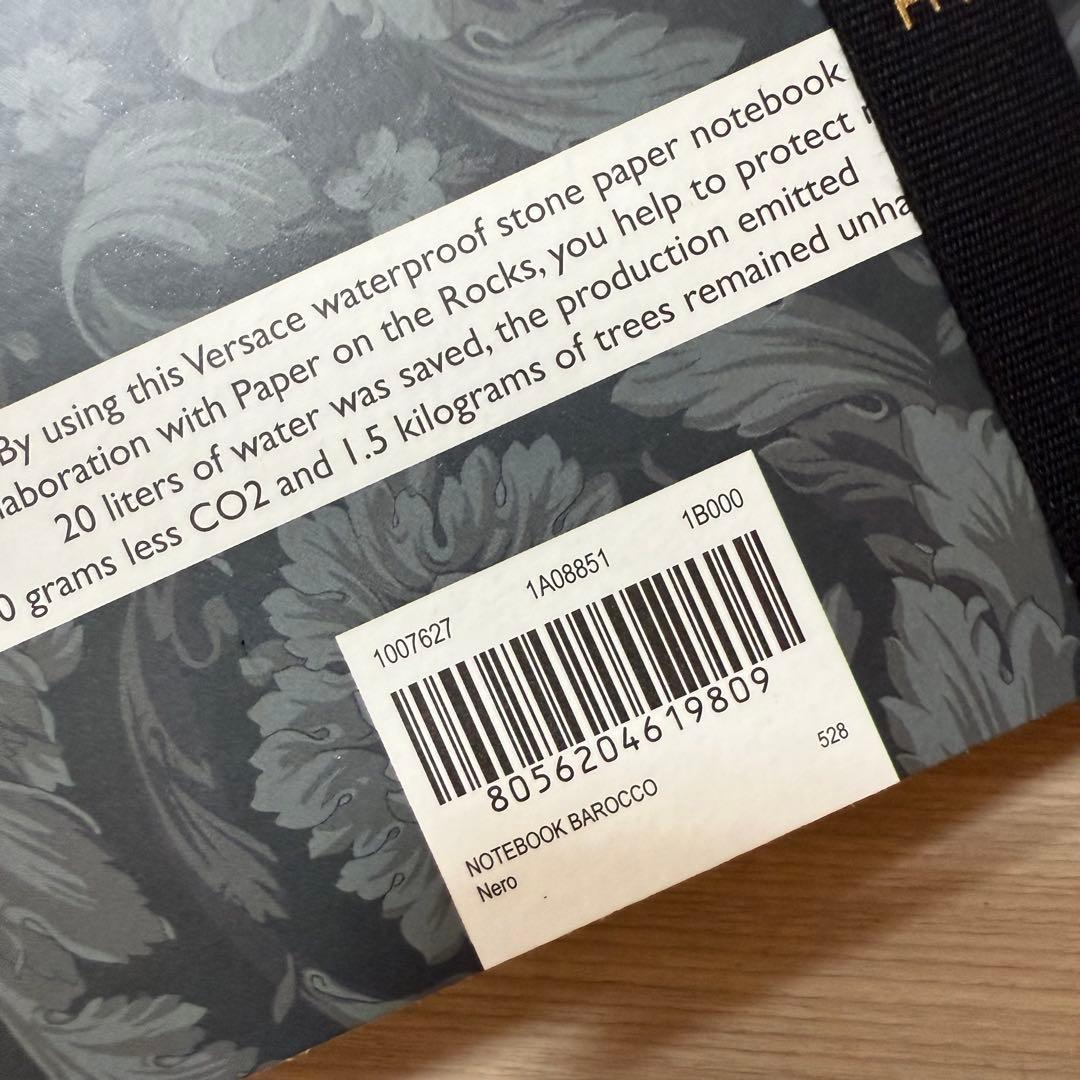 By using this Versace waterproof stone paper notebook
laboration with Paper on the Rocks, you help to protect
20 liters of water was saved, the production emitted
0 grams less CO2 and 1.5 kilograms of trees remained unha
1007627 1A08851 1B000
8056204619809
528
NOTEBOOK BAROCCO
Nero